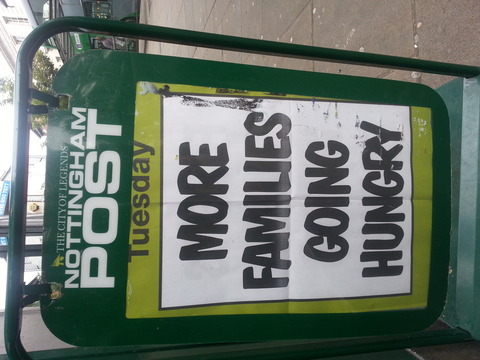 THE CITY OF LEGENDS
NOTTINGHAM
POST
Tuesday
MORE
FAMILIES
GOING
HUNGRY